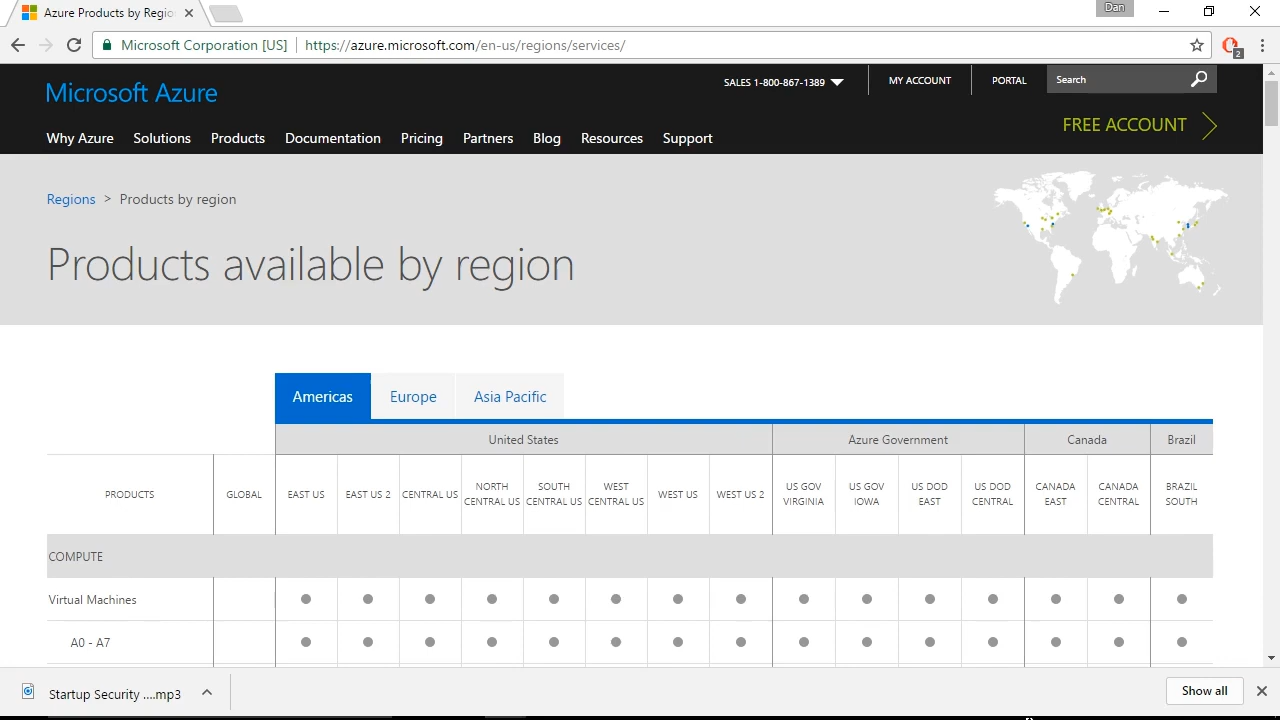 Azure Products by Regio
Dan
Microsoft Corporation [US]
https://azure.microsoft.com/en-us/regions/services/
2
Microsoft Azure
SALES 1-800-867-1389
MY ACCOUNT
PORTAL
Search
FREE ACCOUNT
Why Azure
Solutions
Products
Documentation
Pricing
Partners
Blog
Resources
Support
Regions > Products by region
Products available by region
Americas
Europe
Asia Pacific
United States
Azure Government
Canada
Brazil
PRODUCTS
GLOBAL
EAST US
EAST US 2
CENTRAL US
NORTH
CENTRAL US
SOUTH
CENTRAL US
WEST
CENTRAL US
WEST US
WEST US 2
US GOV
VIRGINIA
US GOV
IOWA
US DOD
EAST
US DOD
CENTRAL
CANADA
EAST
CANADA
CENTRAL
BRAZIL
SOUTH
COMPUTE
Virtual Machines
A0 - A7
Startup Security ....mp3
Show all